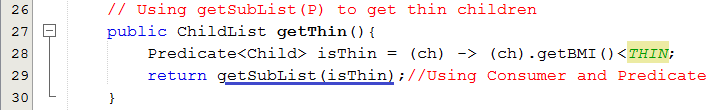 26 // Using getSubList(P) to get thin children
27 public ChildList getThin(){
28 Predicate<Child> isThin = (ch) -> (ch).getBMI()<THIN;
29 return getSubList(isThin);//Using Consumer and Predicate
30 }